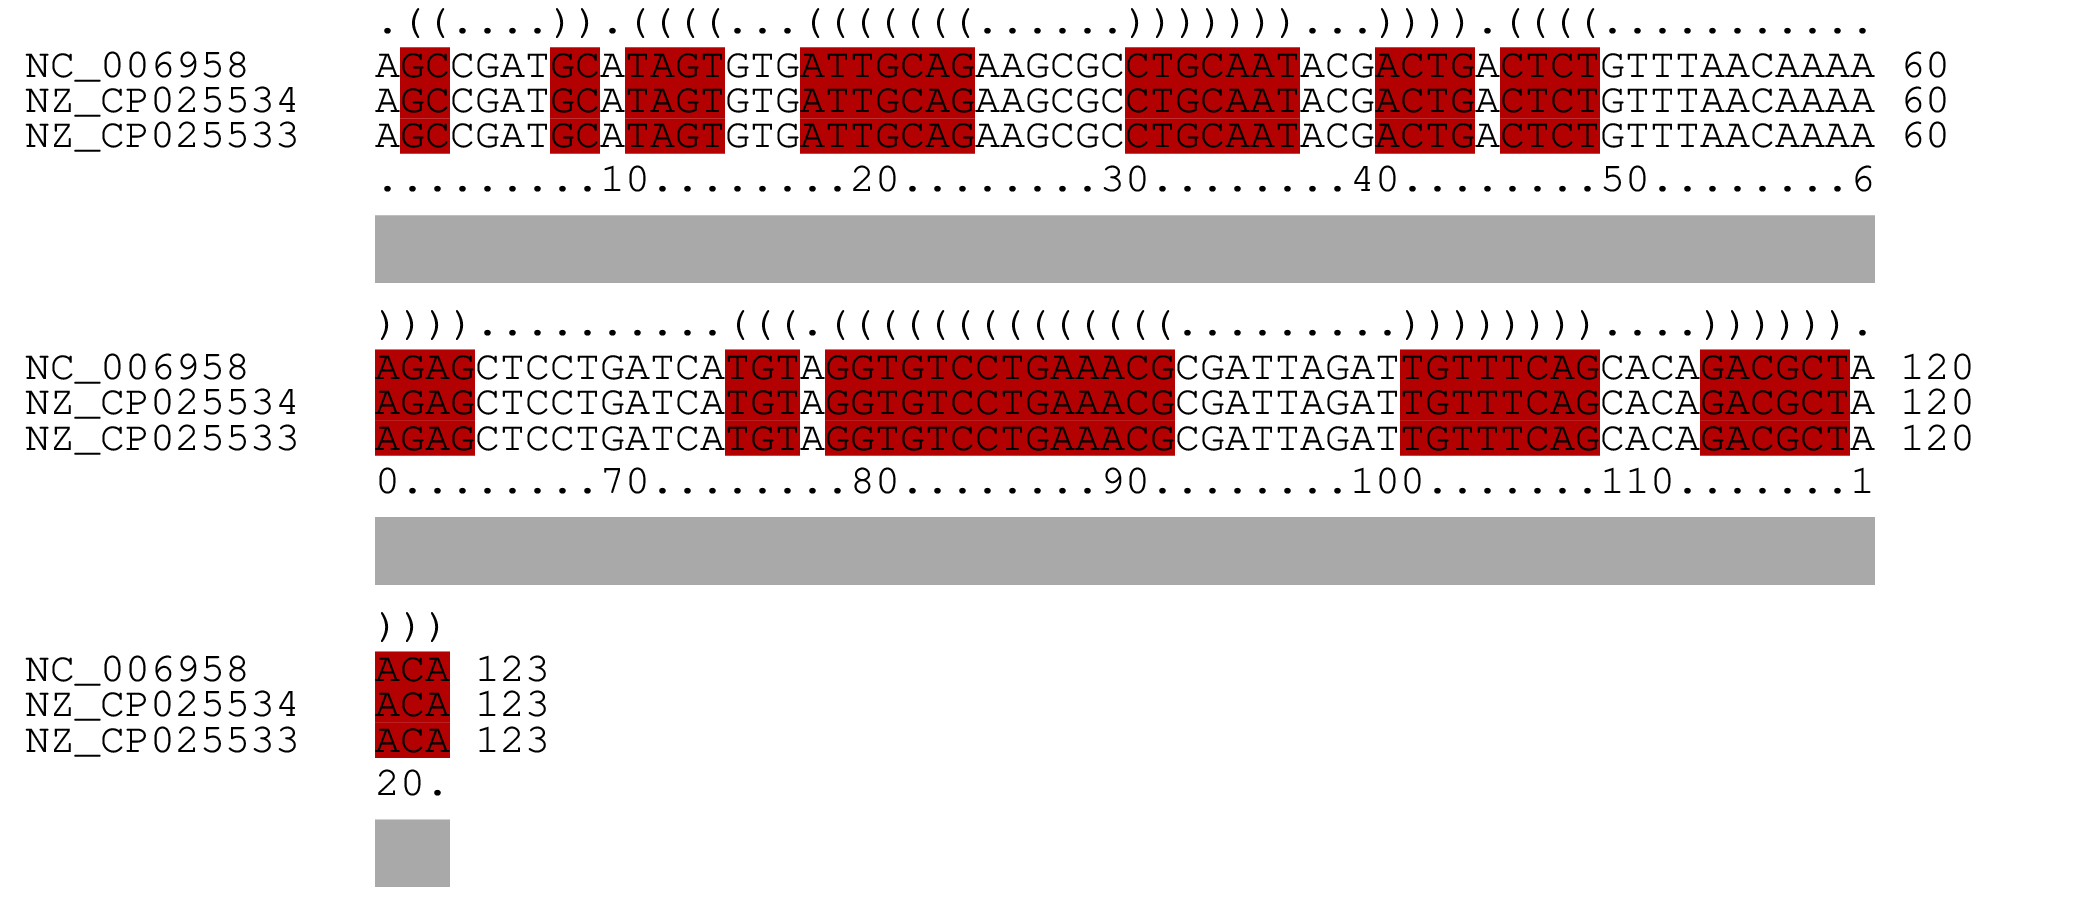 .((....)).((((...(((((((......)))))))...)))).((((...........
NC_006958 AGCCGATGCATAGTGTGATTGCAGAAGCGCCTGCAATACGACTGACTCTGTTTAACAAAA 60
NZ_CP025534 AGCCGATGCATAGTGTGATTGCAGAAGCGCCTGCAATACGACTGACTCTGTTTAACAAAA 60
NZ_CP025533 AGCCGATGCATAGTGTGATTGCAGAAGCGCCTGCAATACGACTGACTCTGTTTAACAAAA 60
.........10........20........30........40........50........6
))))..........(((.((((((((((((((.........))))))))....)))))).
NC_006958 AGAGCTCCTGATCATGTAGGTGTCCTGAAACGCGATTAGATTGTTTCAGCACAGACGCTA 120
NZ_CP025534 AGAGCTCCTGATCATGTAGGTGTCCTGAAACGCGATTAGATTGTTTCAGCACAGACGCTA 120
NZ_CP025533 AGAGCTCCTGATCATGTAGGTGTCCTGAAACGCGATTAGATTGTTTCAGCACAGACGCTA 120
0........70........80........90........100.......110.......1
)))
NC_006958 ACA 123
NZ_CP025534 ACA 123
NZ_CP025533 ACA 123
20.